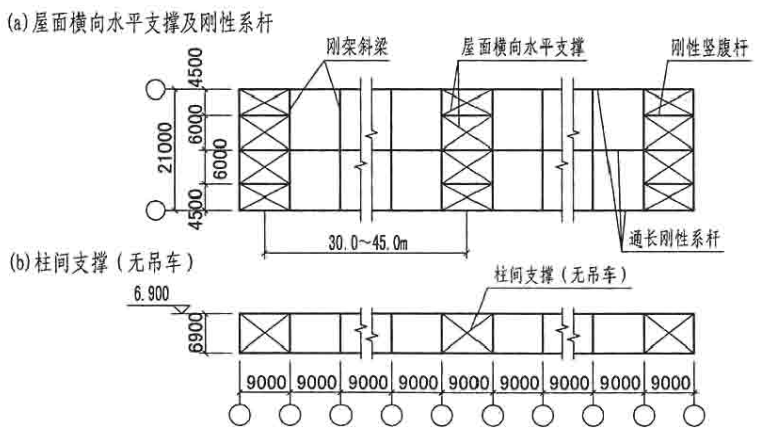 (a)屋面横向水平支撑及刚性系杆
刚架斜梁
屋面横向水平支撑
刚性竖腹杆
4500
6000
21000
6000
4500
30.0~45.0m
通长刚性系杆
(b)柱间支撑(无吊车)
6.900
柱间支撑(无吊车)
6900
9000 9000 9000 9000 9000 9000 9000 9000 9000